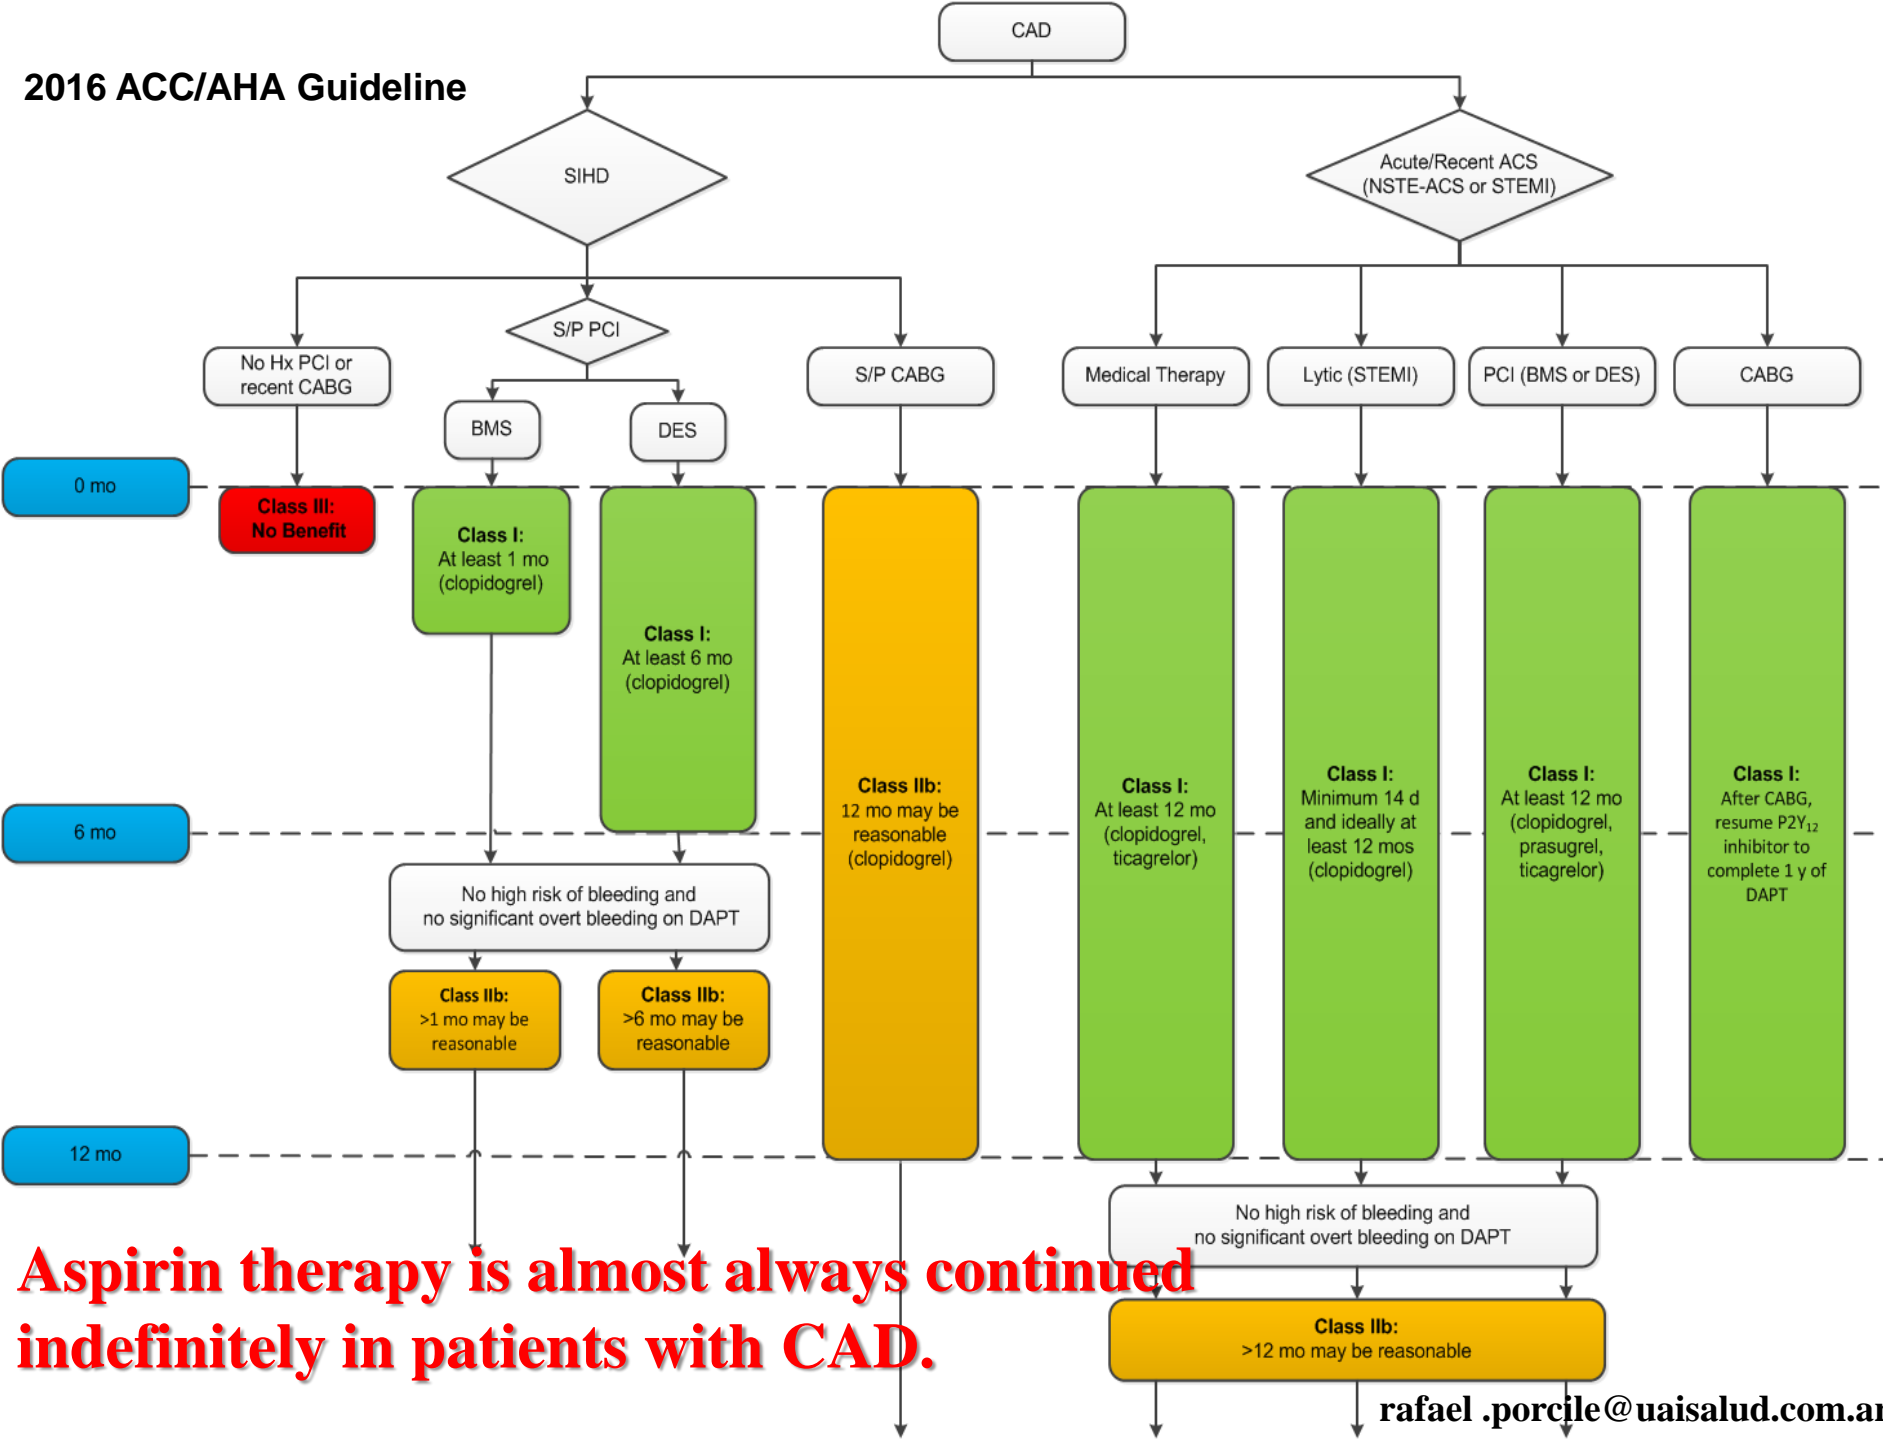 CAD
2016 ACC/AHA Guideline
SIHD
Acute/Recent ACS
(NSTE-ACS or STEMI)
S/P PCI
No Hx PCI or
recent CABG
S/P CABG
Medical Therapy
Lytic (STEMI)
PCI (BMS or DES)
CABG
BMS
DES
0 mo
Class III:
No Benefit
Class I:
At least 1 mo
(clopidogrel)
Class I:
At least 6 mo
(clopidogrel)
Class IIb:
12 mo may be
reasonable
(clopidogrel)
Class I:
At least 12 mo
(clopidogrel,
ticagrelor)
Class I:
Minimum 14 d
and ideally at
least 12 mos
(clopidogrel)
Class I:
At least 12 mo
(clopidogrel,
prasugrel,
ticagrelor)
Class I:
After CABG,
resume P2Y₁₂
inhibitor to
complete 1 y of
DAPT
6 mo
No high risk of bleeding and
no significant overt bleeding on DAPT
Class IIb:
>1 mo may be
reasonable
Class IIb:
>6 mo may be
reasonable
12 mo
No high risk of bleeding and
no significant overt bleeding on DAPT
Aspirin therapy is almost always continued
indefinitely in patients with CAD.
Class IIb:
>12 mo may be reasonable
rafael .porcile@uaisalud.com.ar